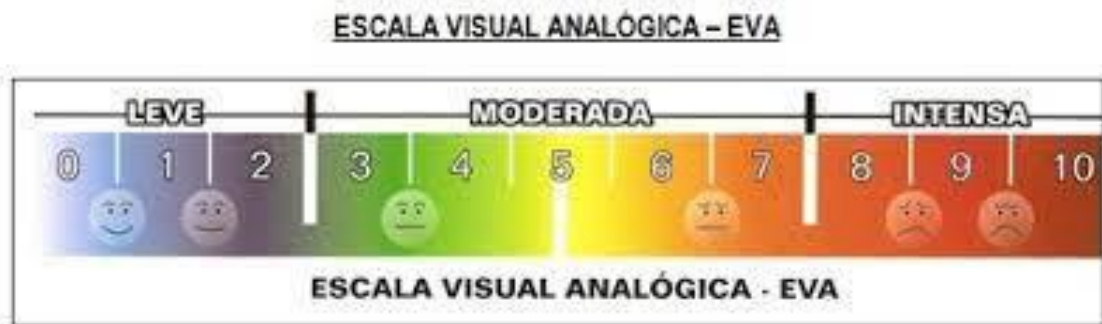 ESCALA VISUAL ANALÓGICA – EVA
LEVE MODERADA INTENSA
0 1 2 3 4 5 6 7 8 9 10
ESCALA VISUAL ANALÓGICA - EVA